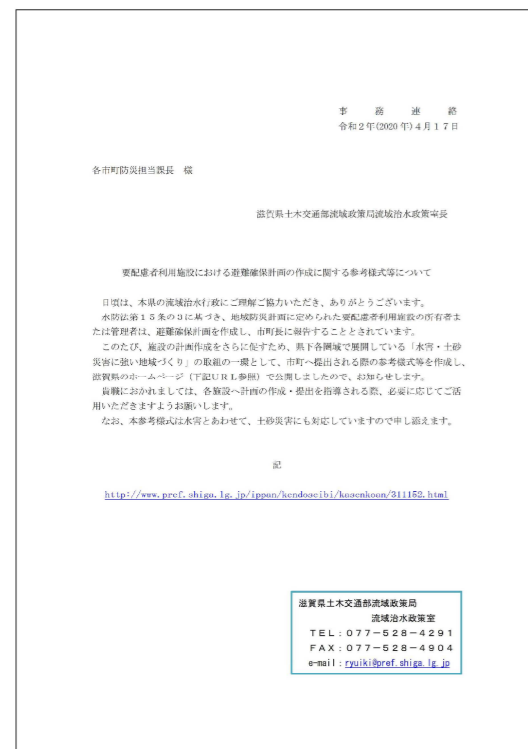 事　務　連　絡
令和２年(2020 年)４月１７日
各市町防災担当課長　様
滋賀県土木交通部流域政策局流域治水政策室長
要配慮者利用施設における避難確保計画の作成に関する参考様式等について
日頃は、本県の流域治水行政にご理解ご協力いただき、ありがとうございます。
水防法第１５条の３に基づき、地域防災計画に定められた要配慮者利用施設の所有者ま
たは管理者は、避難確保計画を作成し、市町長に報告することとされています。
このたび、施設の計画作成をさらに促すため、県下各圏域で展開している「水害・土砂
災害に強い地域づくり」の取組の一環として、市町へ提出される際の参考様式等を作成し、
滋賀県のホームページ（下記ＵＲＬ参照）で公開しましたので、お知らせします。
貴職におかれましては、各施設へ計画の作成・提出を指導される際、必要に応じてご活
用いただきますようお願いします。
なお、本参考様式は水害とあわせて、土砂災害にも対応していますので申し添えます。
記
http://www.pref.shiga.lg.jp/ippan/kendoseibi/kasenkoan/311152.html
滋賀県土木交通部流域政策局
流域治水政策室
ＴＥＬ：０７７－５２８－４２９１
ＦＡＸ：０７７－５２８－４９０４
e-mail：ryuiki@pref.shiga.lg.jp